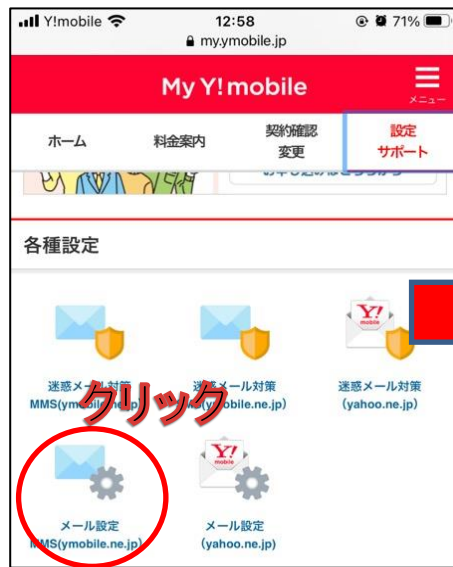 Y!mobile 12:58 71%
my.ymobile.jp
My Y!mobile
メニュー
ホーム 料金案内 契約確認 変更 設定 サポート
各種設定
迷惑メール対策
MMS(ymobile.ne.jp)
迷惑メール対策
(ymobile.ne.jp)
迷惑メール対策
(yahoo.ne.jp)
クリック
メール設定
MMS(ymobile.ne.jp)
メール設定
(yahoo.ne.jp)
Y!
mobile
Y!
mobile